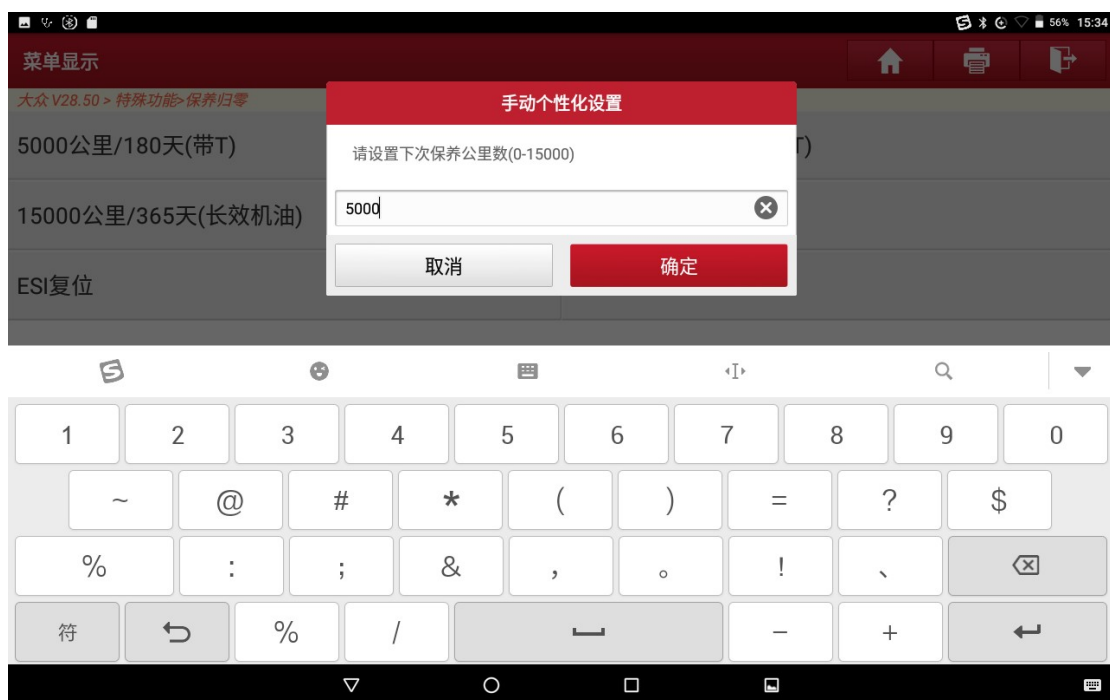 56% 15:34
菜单显示
大众 V28.50 > 特殊功能>保养归零
手动个性化设置
5000公里/180天(带T)
T)
请设置下次保养公里数(0-15000)
5000
15000公里/365天(长效机油)
取消
确定
ESI复位
1 2 3 4 5 6 7 8 9 0
~ @ # * ( ) = ? $
% : ; & , 。 ! 、
符 % / - +